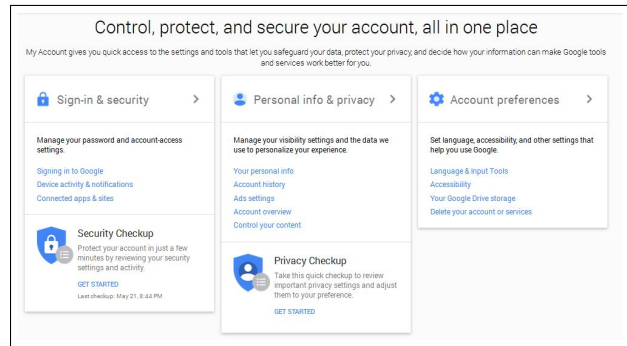 Control, protect, and secure your account, all in one place
My Account gives you quick access to the settings and tools that let you safeguard your data, protect your privacy, and decide how your information can make Google tools
and services work better for you.
Sign-in & security
Manage your password and account-access
settings.
Signing in to Google
Device activity & notifications
Connected apps & sites
Security Checkup
Protect your account in just a few
minutes by reviewing your security
settings and activity.
GET STARTED
Last checkup: May 21, 8:44 PM
Personal info & privacy
Manage your visibility settings and the data we
use to personalize your experience.
Your personal info
Account history
Ads settings
Account overview
Control your content
Privacy Checkup
Take this quick checkup to review
important privacy settings and adjust
them to your preference.
GET STARTED
Account preferences
Set language, accessibility, and other settings that
help you use Google.
Language & Input Tools
Accessibility
Your Google Drive storage
Delete your account or services